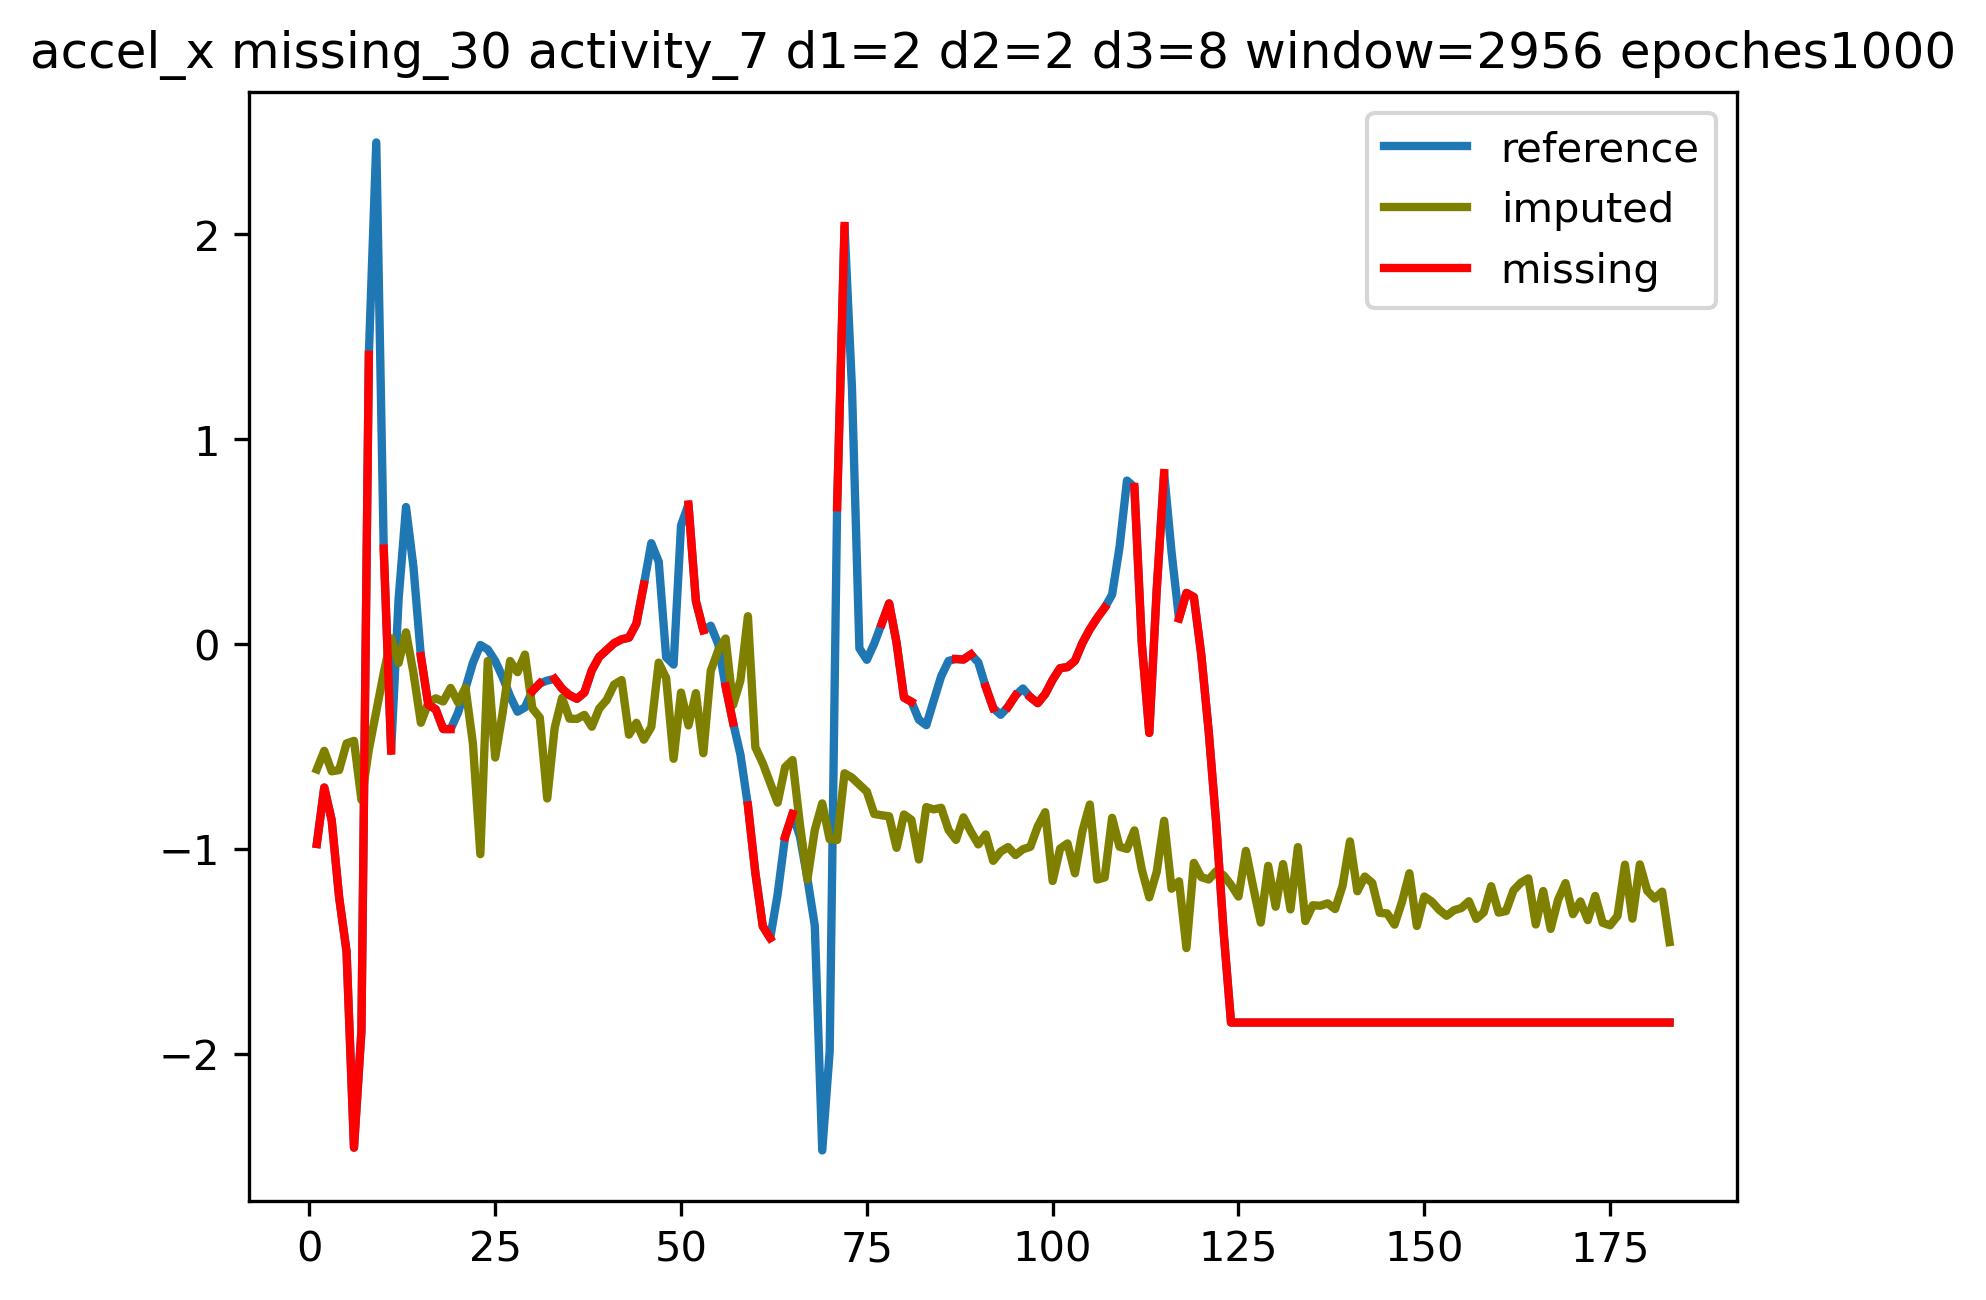 accel_x missing_30 activity_7 d1=2 d2=2 d3=8 window=2956 epoches1000
reference
imputed
missing
2
1
0
−1
−2
0 25 50 75 100 125 150 175